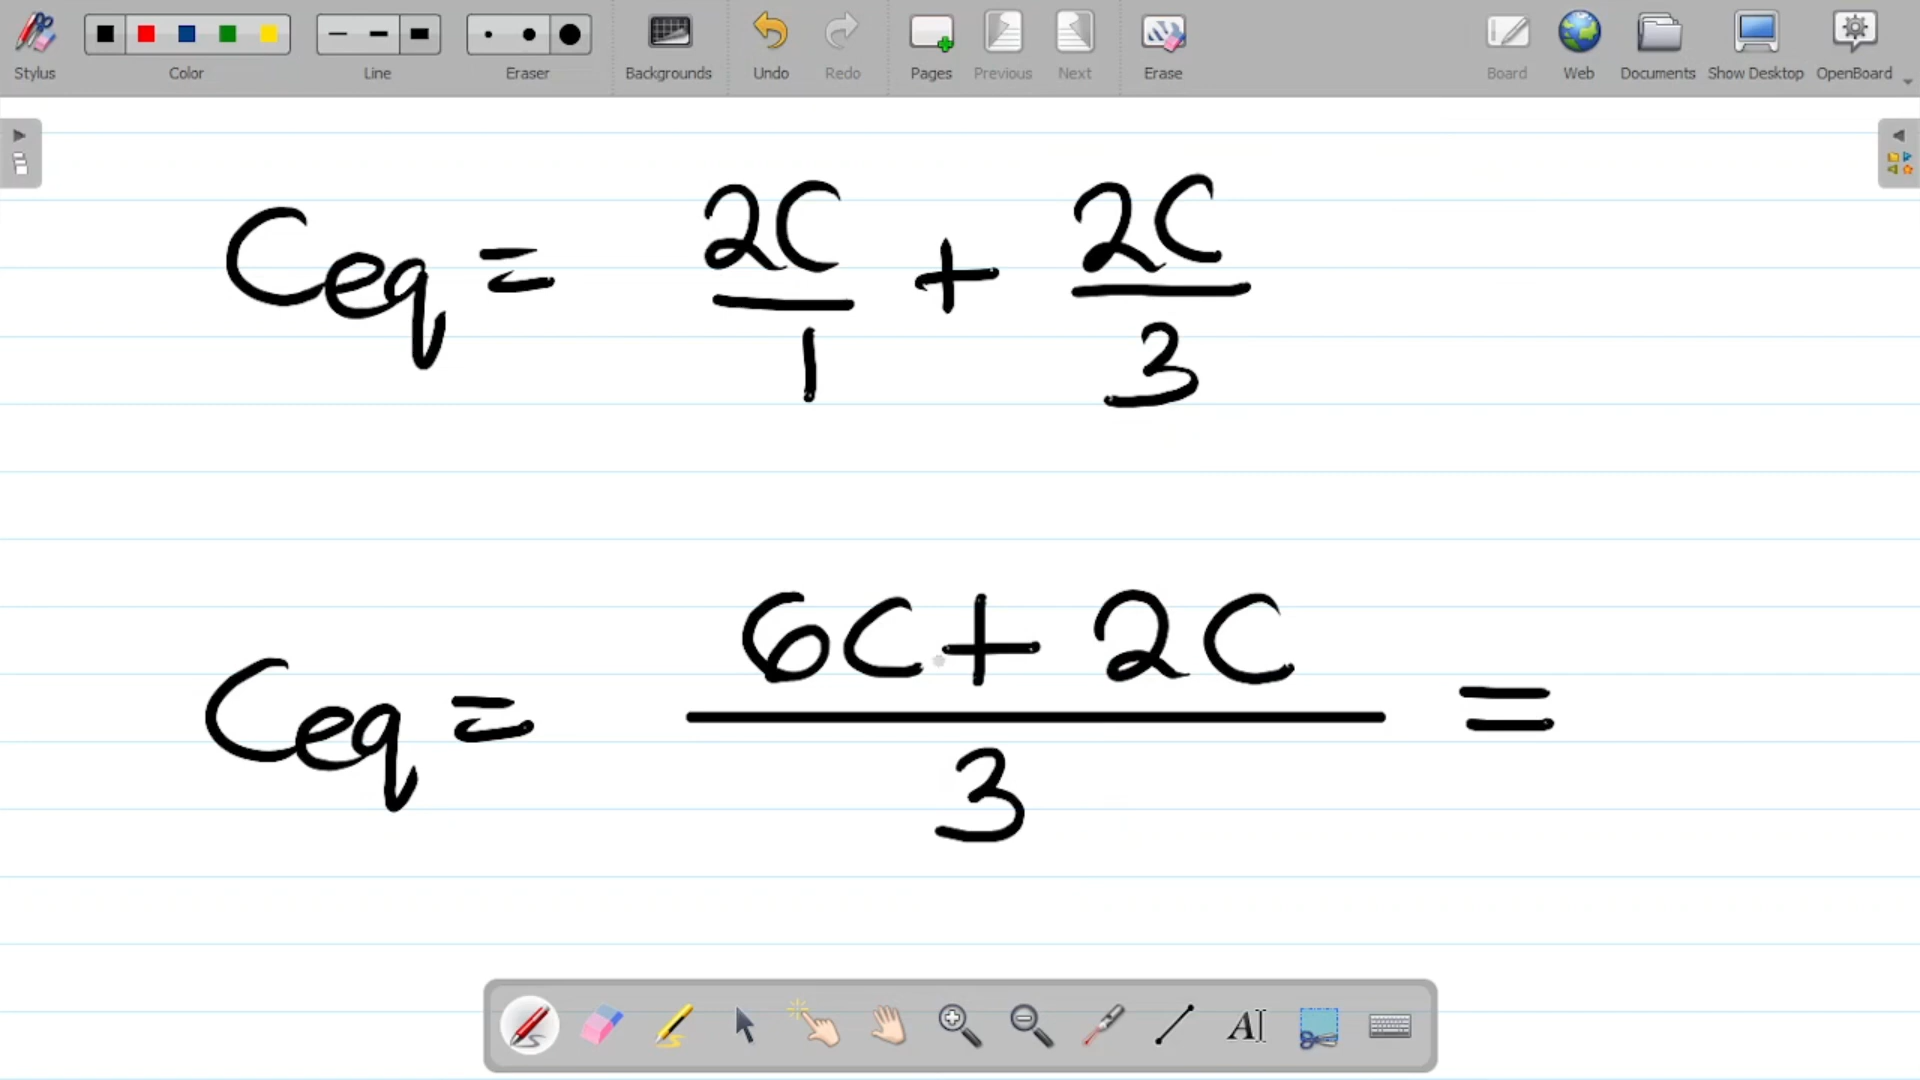 Stylus Color Line Eraser Backgrounds Undo Redo Pages Previous Next Erase Board Web Documents Show Desktop OpenBoard
Ceq = 2C/1 + 2C/3
Ceq = 6C + 2C/3 =
AI